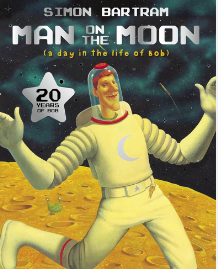 SIMON BARTRAM
MAN ON THE MOON
(a day in the life of Bob)
20
YEARS
OF BOB